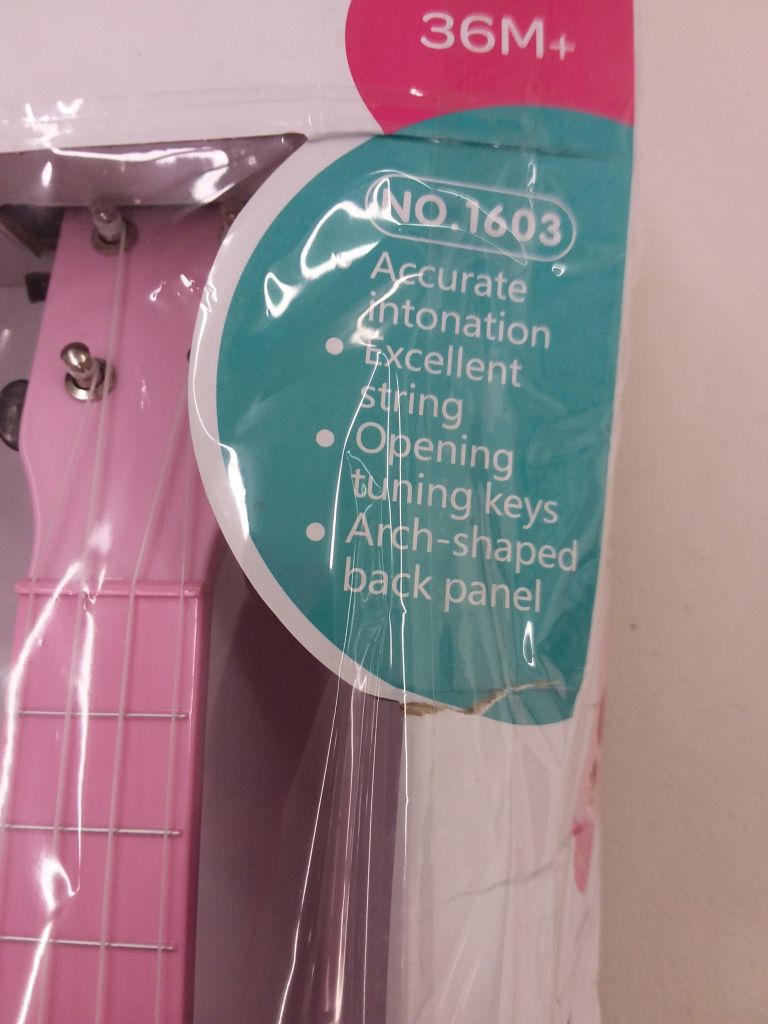 36M+
NO.1603
Accurate
intonation
Excellent
string
Opening
tuning keys
Arch-shaped
back panel